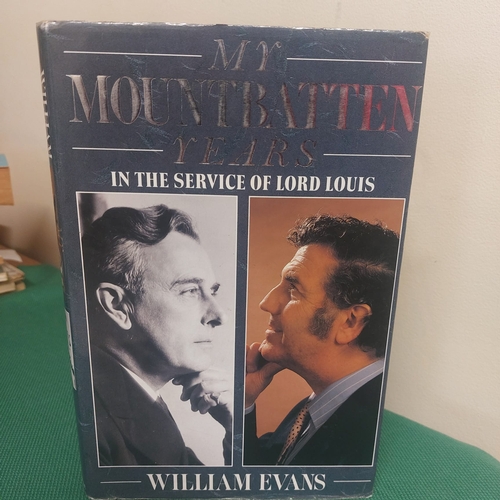 MY
MOUNTBATTEN
YEARS
IN THE SERVICE OF LORD LOUIS
WILLIAM EVANS